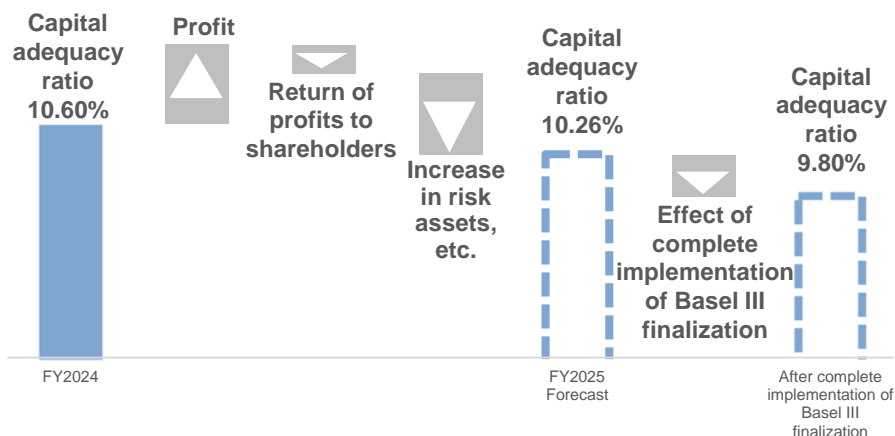 Capital
adequacy
ratio
10.60%
Profit
Return of
profits to
shareholders
Increase
in risk
assets,
etc.
Capital
adequacy
ratio
10.26%
Effect of
complete
implementation
of Basel III
finalization
Capital
adequacy
ratio
9.80%
FY2024
FY2025
Forecast
After complete
implementation of
Basel III
finalization